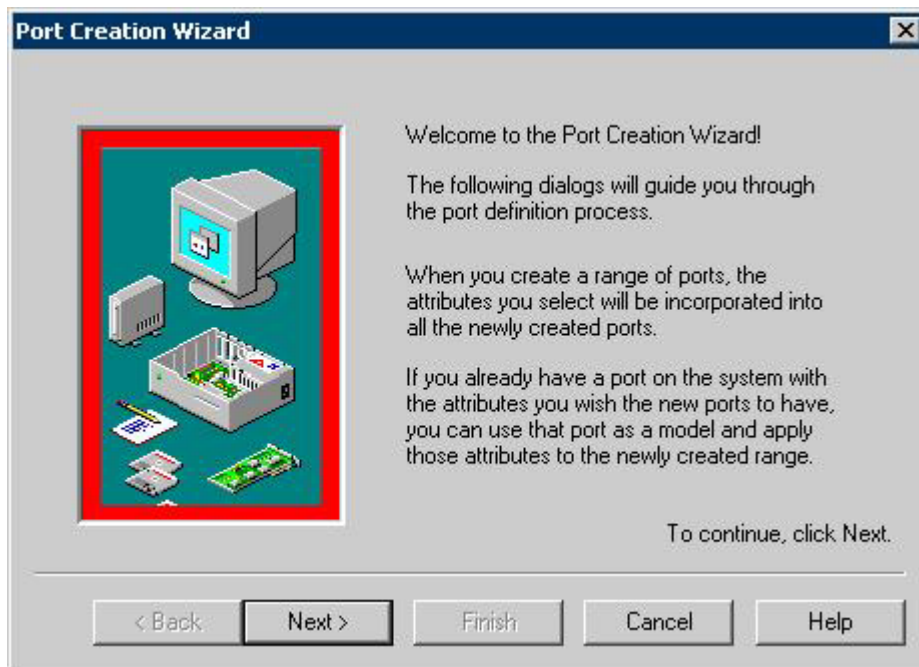 Port Creation Wizard
Welcome to the Port Creation Wizard!
The following dialogs will guide you through
the port definition process.
When you create a range of ports, the
attributes you select will be incorporated into
all the newly created ports.
If you already have a port on the system with
the attributes you wish the new ports to have,
you can use that port as a model and apply
those attributes to the newly created range.
To continue, click Next.
< Back
Next >
Finish
Cancel
Help